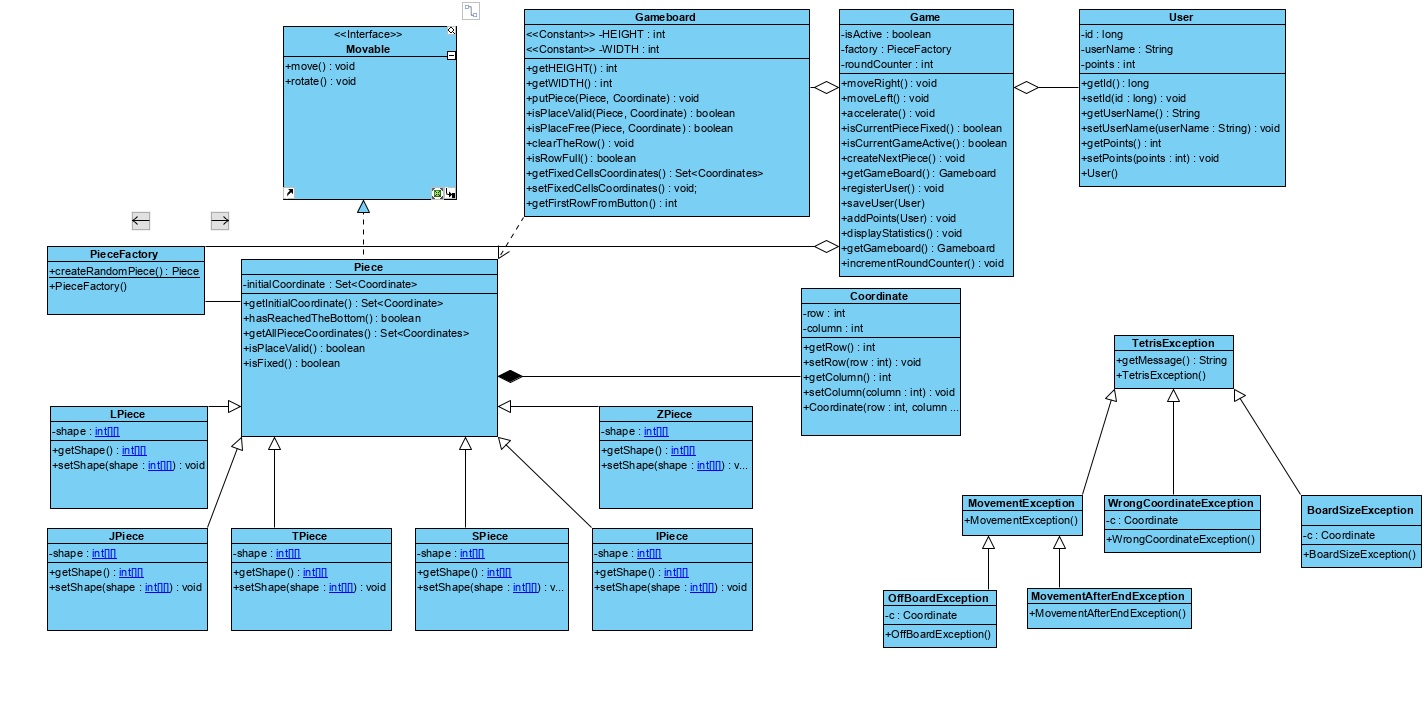 <<Interface>>
Movable
+move() : void
+rotate() : void
Gameboard
<<Constant>> -HEIGHT : int
<<Constant>> -WIDTH : int
+getHEIGHT() : int
+getWIDTH() : int
+putPiece(Piece, Coordinate) : void
+isPlaceValid(Piece, Coordinate) : boolean
+isPlaceFree(Piece, Coordinate) : boolean
+clearTheRow() : void
+isRowFull() : boolean
+getFixedCellsCoordinates() : Set<Coordinates>
+setFixedCellsCoordinates() : void;
+getFirstRowFromButton() : int
Game
-isActive : boolean
-factory : PieceFactory
-roundCounter : int
+moveRight() : void
+moveLeft() : void
+accelerate() : void
+isCurrentPieceFixed() : boolean
+isCurrentGameActive() : boolean
+createNextPiece() : void
+getGameBoard() : Gameboard
+registerUser() : void
+saveUser(User)
+addPoints(User) : void
+displayStatistics() : void
+getGameboard() : Gameboard
+incrementRoundCounter() : void
User
-id : long
-userName : String
-points : int
+getId() : long
+setId(id : long) : void
+getUserName() : String
+setUserName(userName : String) : void
+getPoints() : int
+setPoints(points : int) : void
+User()
PieceFactory
+createRandomPiece() : Piece
+PieceFactory()
Piece
-initialCoordinate : Set<Coordinate>
+getInitialCoordinate() : Set<Coordinate>
+hasReachedTheBottom() : boolean
+getAllPieceCoordinates() : Set<Coordinates>
+isPlaceValid() : boolean
+isFixed() : boolean
Coordinate
-row : int
-column : int
+getRow() : int
+setRow(row : int) : void
+getColumn() : int
+setColumn(column : int) : void
+Coordinate(row : int, column ...
TetrisException
+getMessage() : String
+TetrisException()
LPiece
-shape : int[][]
+getShape() : int[][]
+setShape(shape : int[][]) : void
ZPiece
-shape : int[][]
+getShape() : int[][]
+setShape(shape : int[][]) : v...
JPiece
-shape : int[][]
+getShape() : int[][]
+setShape(shape : int[][]) : void
TPiece
-shape : int[][]
+getShape() : int[][]
+setShape(shape : int[][]) : void
SPiece
-shape : int[][]
+getShape() : int[][]
+setShape(shape : int[][]) : v...
IPiece
-shape : int[][]
+getShape() : int[][]
+setShape(shape : int[][]) : void
MovementException
+MovementException()
WrongCoordinateException
-c : Coordinate
+WrongCoordinateException()
BoardSizeException
-c : Coordinate
+BoardSizeException()
OffBoardException
-c : Coordinate
+OffBoardException()
MovementAfterEndException
+MovementAfterEndException()